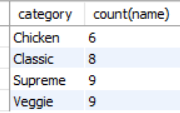 category count(name)
Chicken 6
Classic 8
Supreme 9
Veggie 9